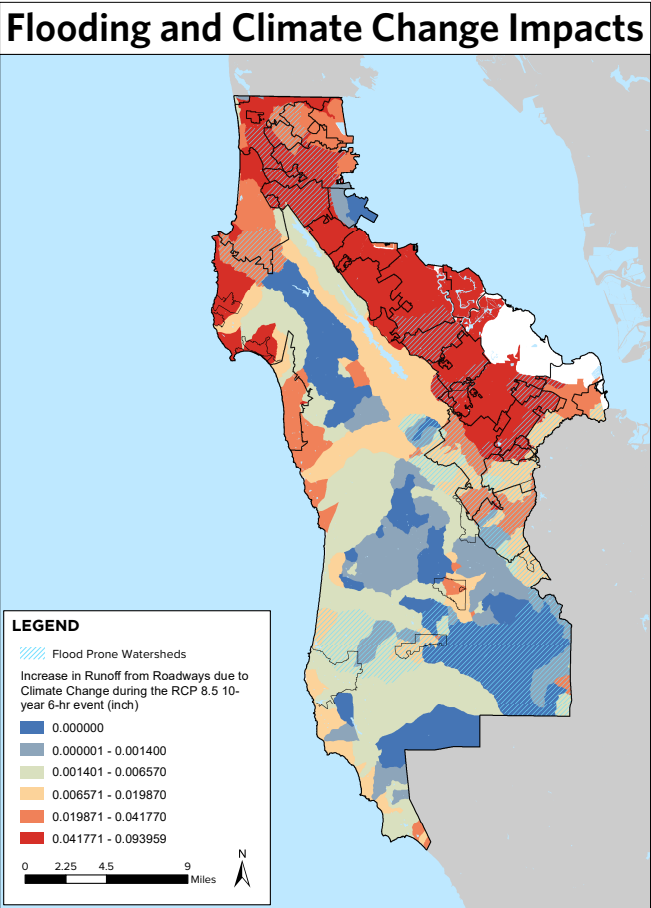 Flooding and Climate Change Impacts
LEGEND
Flood Prone Watersheds
Increase in Runoff from Roadways due to
Climate Change during the RCP 8.5 10-
year 6-hr event (inch)
0.000000
0.000001 - 0.001400
0.001401 - 0.006570
0.006571 - 0.019870
0.019871 - 0.041770
0.041771 - 0.093959
0 2.25 4.5 9
Miles
N